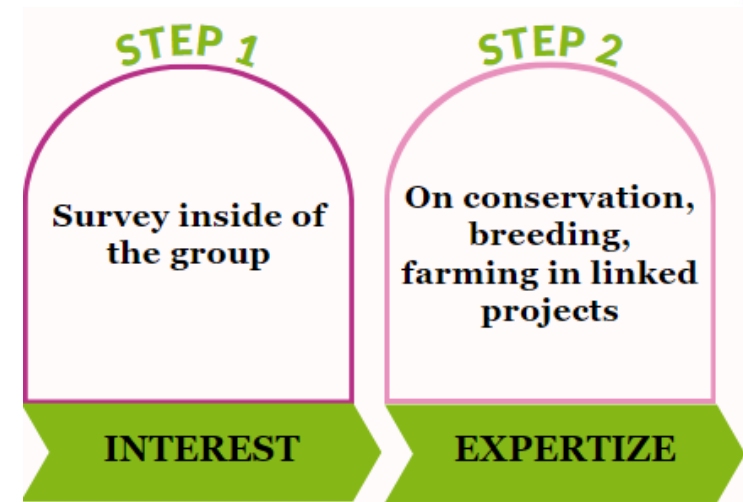 STEP 1
Survey inside of
the group
INTEREST
STEP 2
On conservation,
breeding,
farming in linked
projects
EXPERTIZE